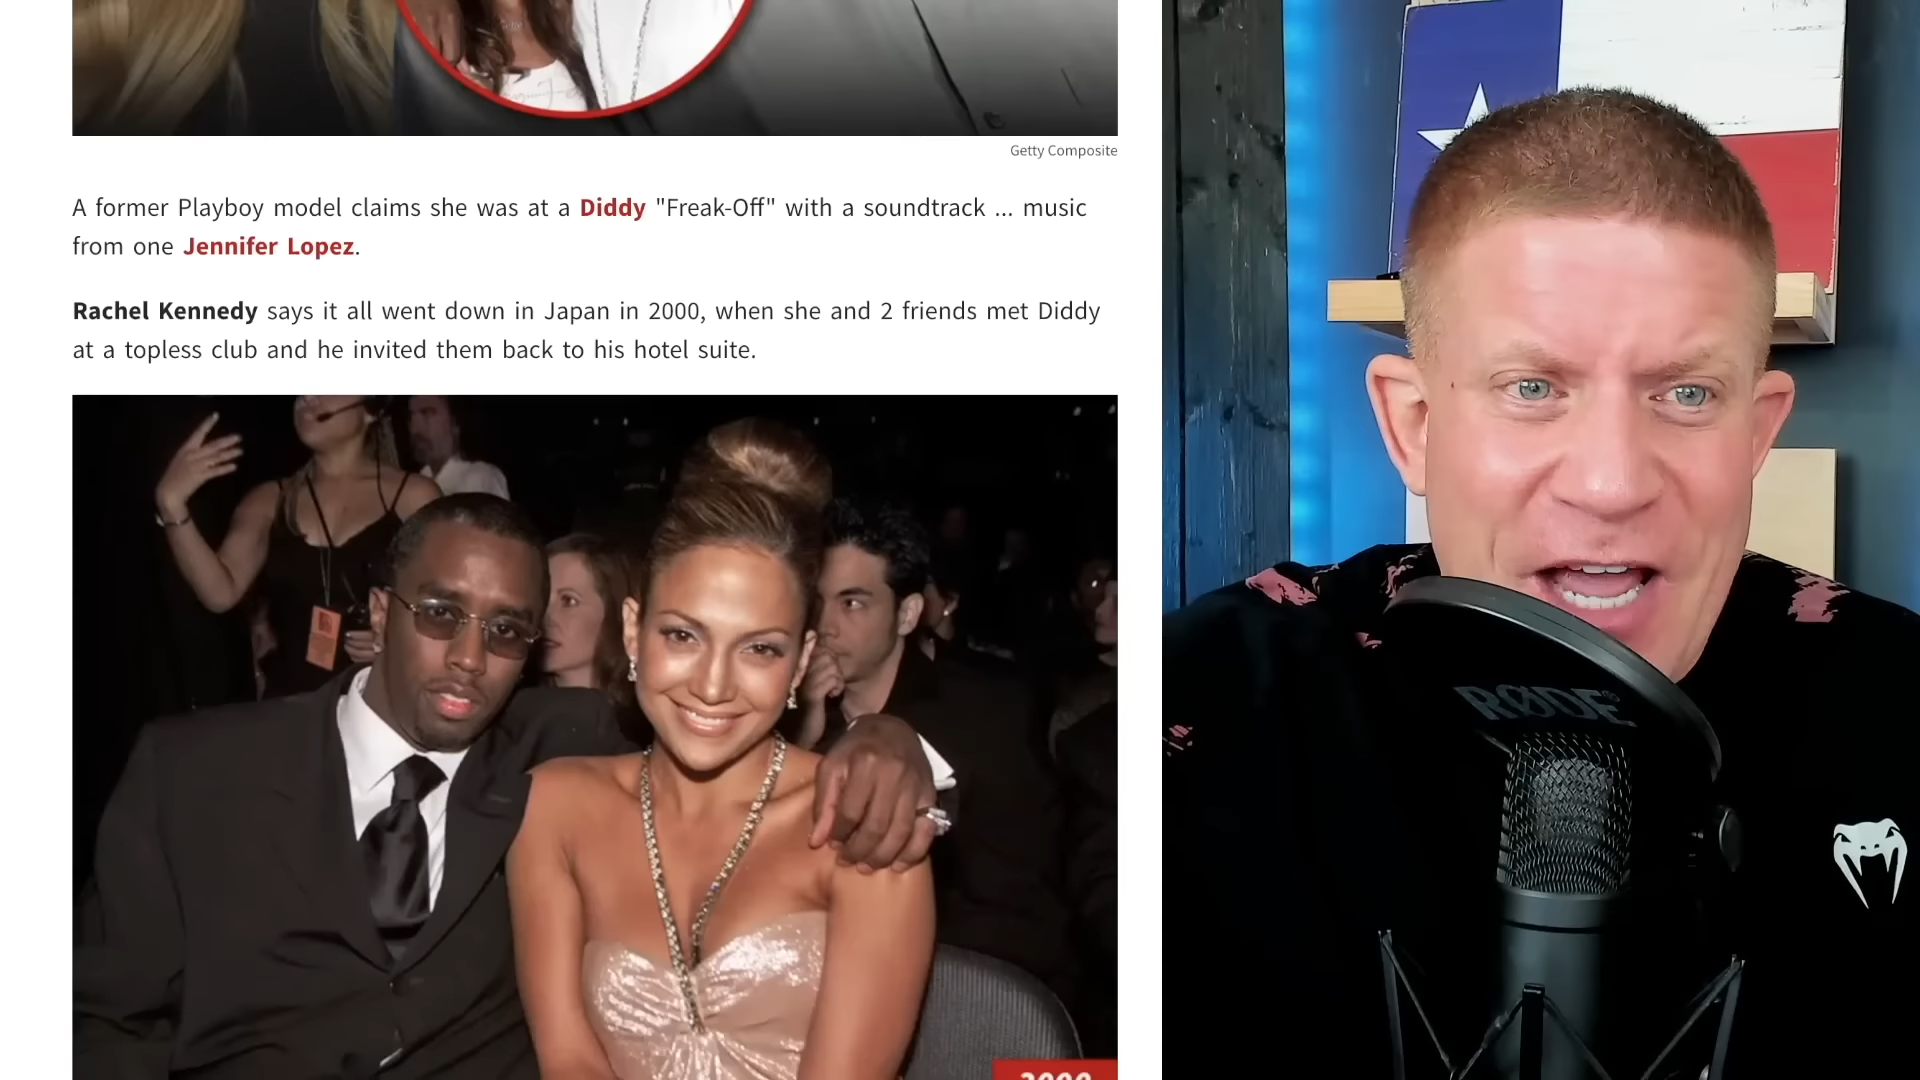 Getty Composite
A former Playboy model claims she was at a Diddy "Freak-Off" with a soundtrack ... music
from one Jennifer Lopez.
Rachel Kennedy says it all went down in Japan in 2000, when she and 2 friends met Diddy
at a topless club and he invited them back to his hotel suite.
2000
RØDE